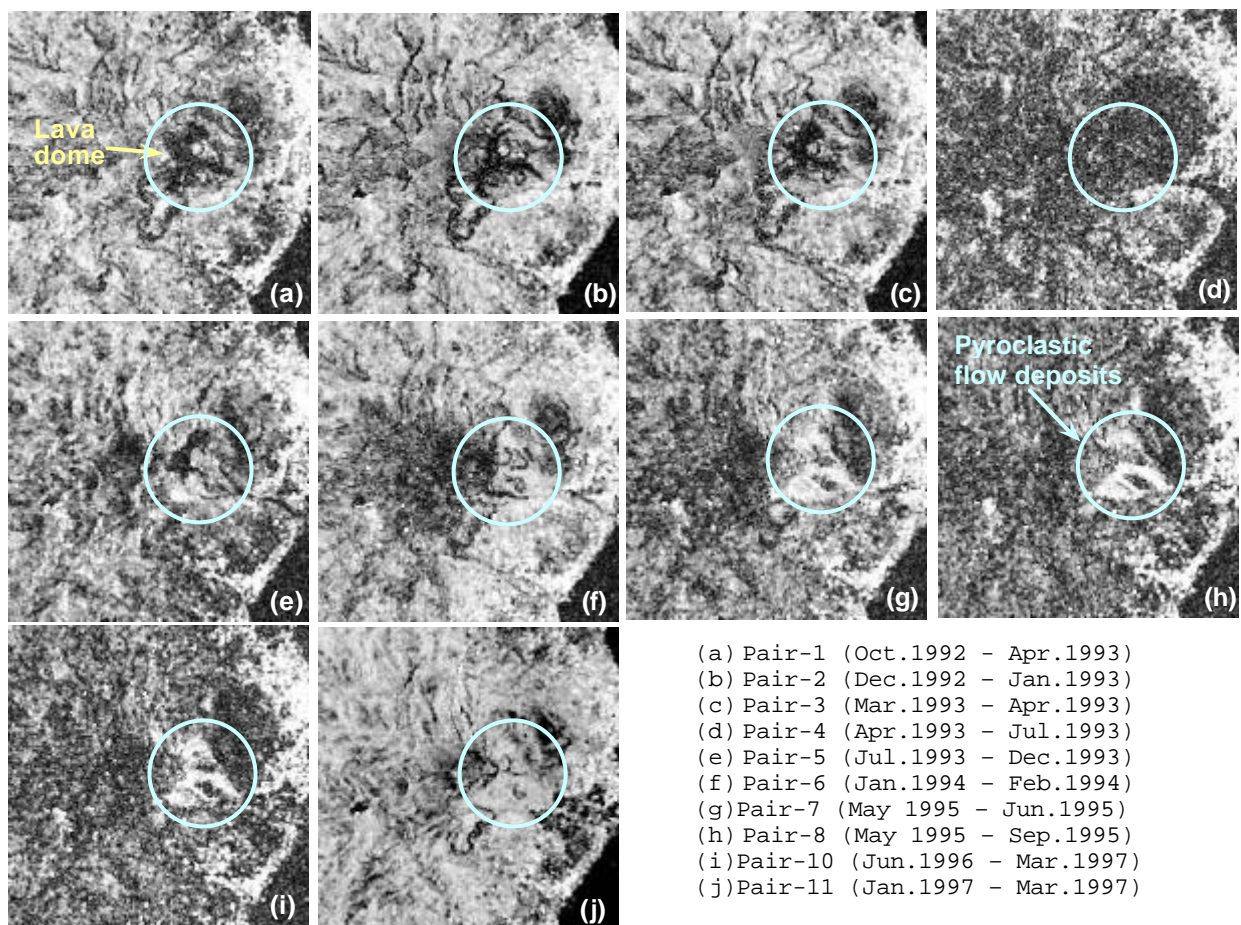 Lava
dome
(a)
(b)
(c)
(d)
Pyroclastic
flow deposits
(e)
(f)
(g)
(h)
(i)
(j)
(a) Pair-1 (Oct.1992 – Apr.1993)
(b) Pair-2 (Dec.1992 – Jan.1993)
(c) Pair-3 (Mar.1993 – Apr.1993)
(d) Pair-4 (Apr.1993 – Jul.1993)
(e) Pair-5 (Jul.1993 – Dec.1993)
(f) Pair-6 (Jan.1994 – Feb.1994)
(g)Pair-7 (May 1995 – Jun.1995)
(h) Pair-8 (May 1995 – Sep.1995)
(i)Pair-10 (Jun.1996 – Mar.1997)
(j)Pair-11 (Jan.1997 – Mar.1997)